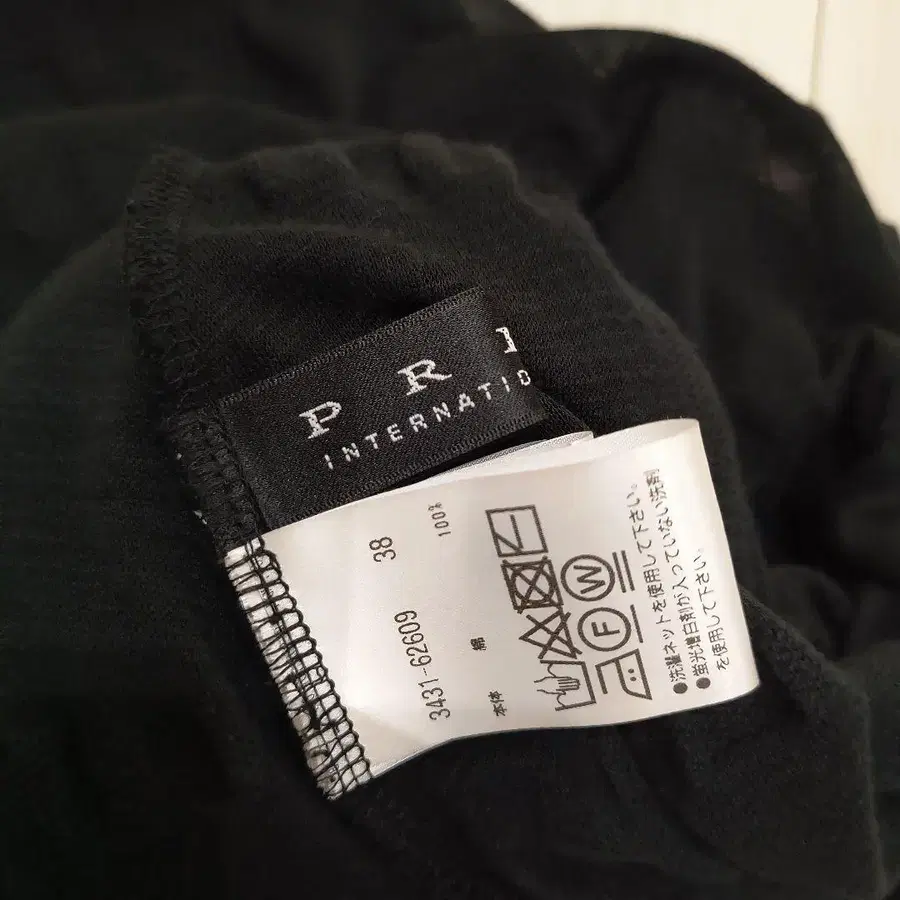 P R I
INTERNATIO
3431-62609 38
本体 綿 100%
F W
●洗濯ネットを使用して下さい。
●蛍光増白剤が入っていない洗剤
を使用して下さい。